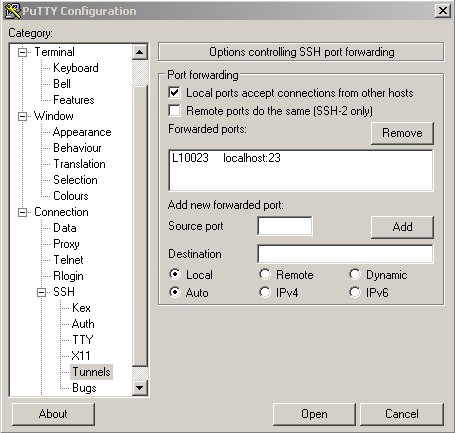 PuTTY Configuration
Category:
Terminal
Keyboard
Bell
Features
Window
Appearance
Behaviour
Translation
Selection
Colours
Connection
Data
Proxy
Telnet
Rlogin
SSH
Kex
Auth
TTY
X11
Tunnels
Bugs
Options controlling SSH port forwarding
Port forwarding
Local ports accept connections from other hosts
Remote ports do the same (SSH-2 only)
Forwarded ports:
Remove
L10023 localhost:23
Add new forwarded port:
Source port
Add
Destination
Local Remote Dynamic
Auto IPv4 IPv6
About Open Cancel